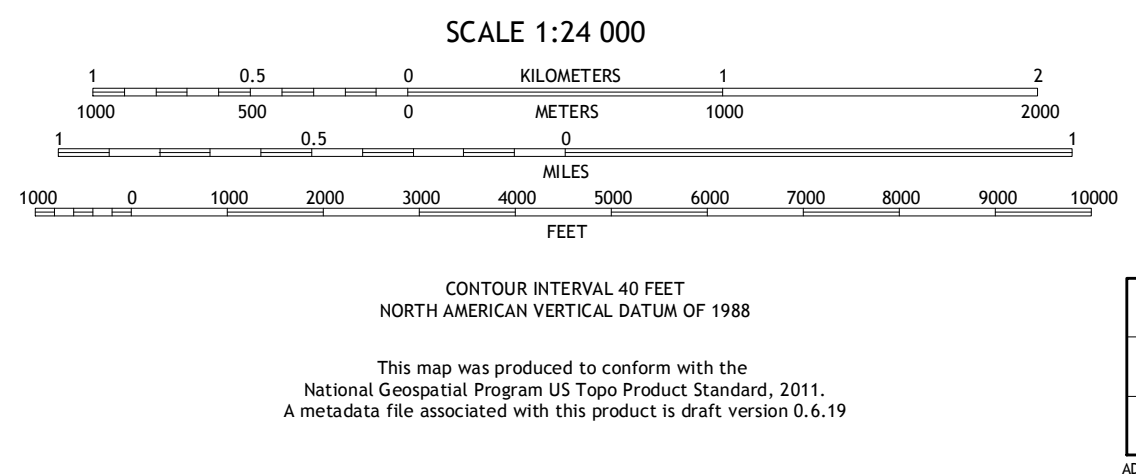 SCALE 1:24 000
1 0.5 0 KILOMETERS 1 2
1000 500 0 METERS 1000 2000
1 0.5 0 1
MILES
1000 0 1000 2000 3000 4000 5000 6000 7000 8000 9000 10000
FEET
CONTOUR INTERVAL 40 FEET
NORTH AMERICAN VERTICAL DATUM OF 1988
This map was produced to conform with the
National Geospatial Program US Topo Product Standard, 2011.
A metadata file associated with this product is draft version 0.6.19
AD